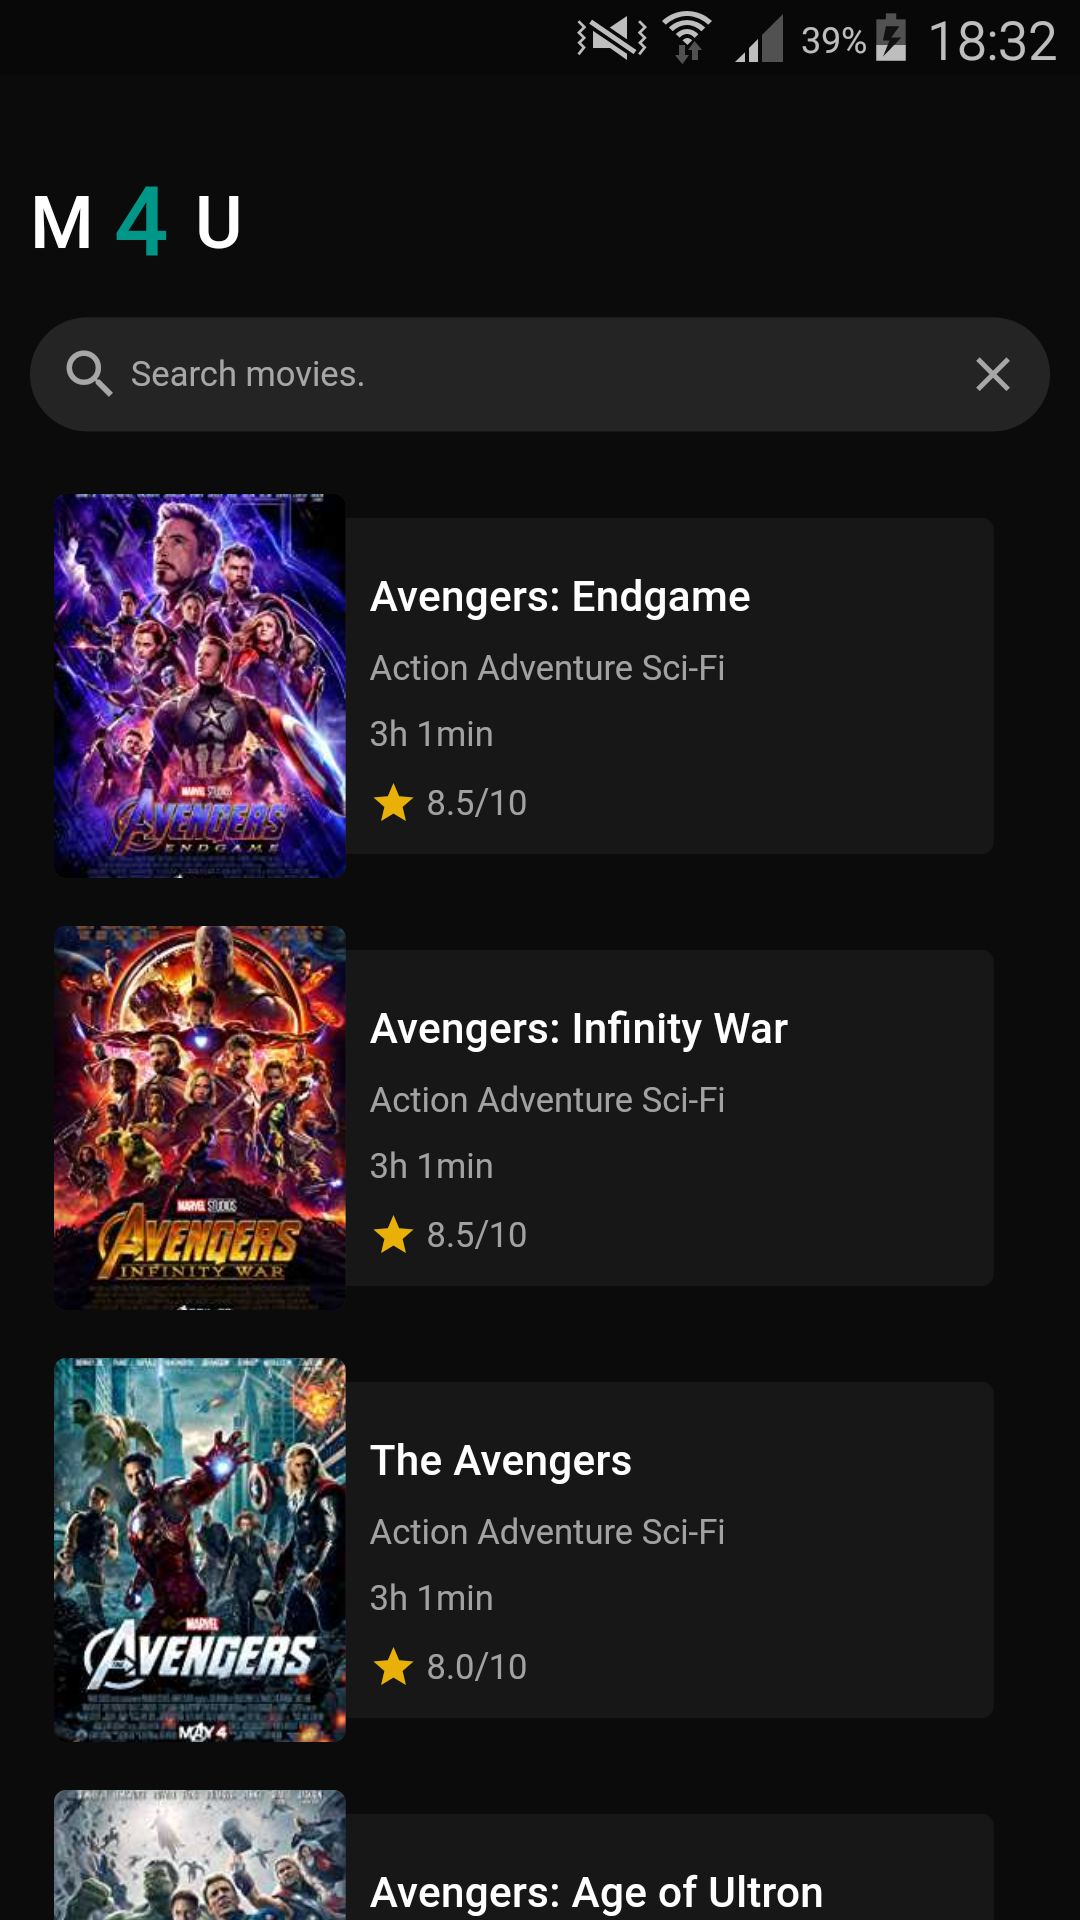 39% 18:32
M 4 U
Search movies.
Avengers: Endgame
Action Adventure Sci-Fi
3h 1min
8.5/10
MARVEL STUDIOS
AVENGERS
ENDGAME
Avengers: Infinity War
Action Adventure Sci-Fi
3h 1min
8.5/10
MARVEL STUDIOS
AVENGERS
INFINITY WAR
The Avengers
Action Adventure Sci-Fi
3h 1min
8.0/10
MARVEL
AVENGERS
MAY 4
Avengers: Age of Ultron